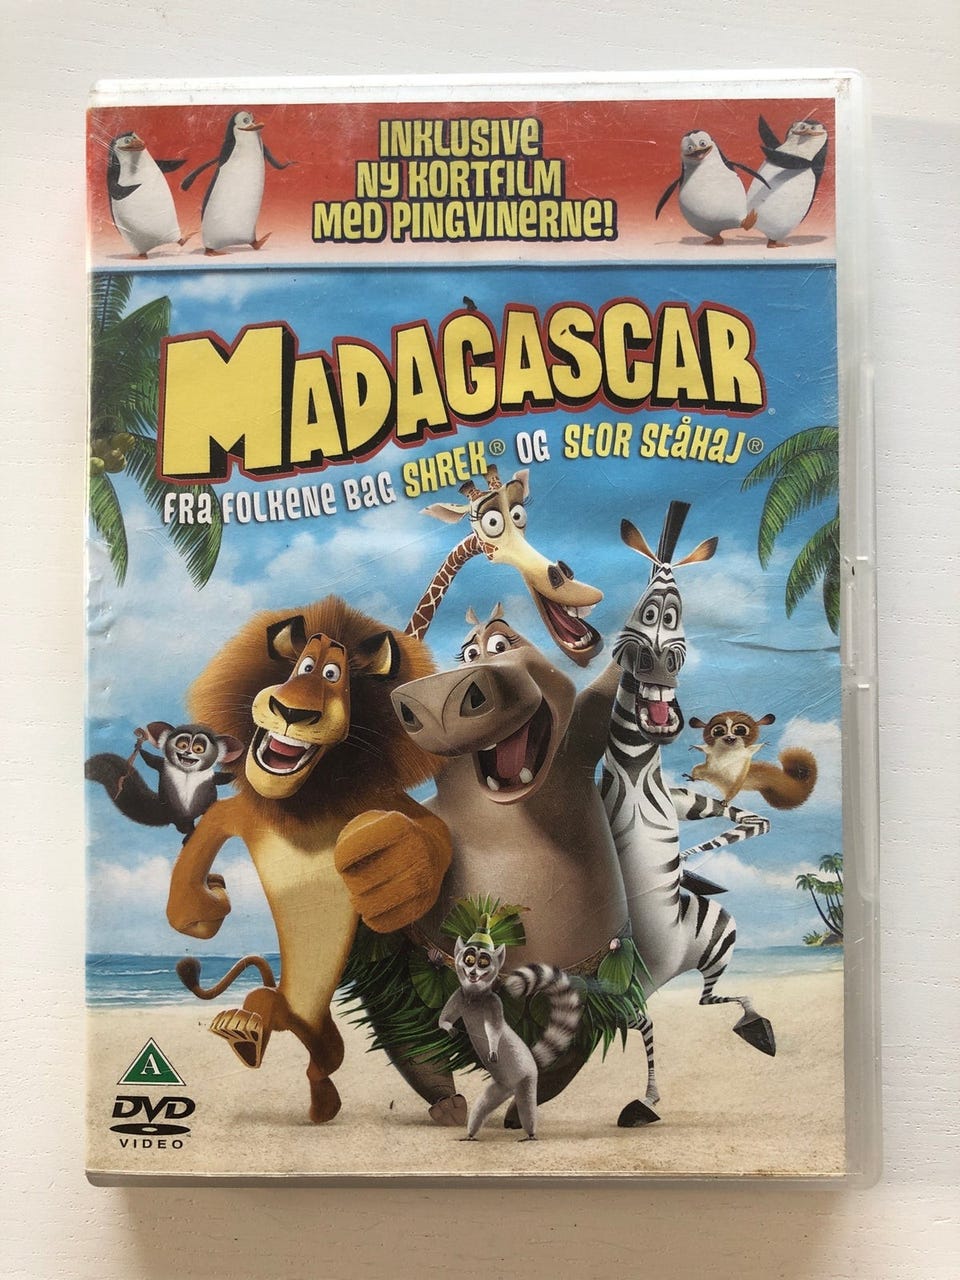 INKLUSIVE
NY KORTFILM
MED PINGVINERNE!
MADAGASCAR®
FRA FOLKENE BAG SHREK® OG STOR STÅHAJ®
A
DVD
VIDEO